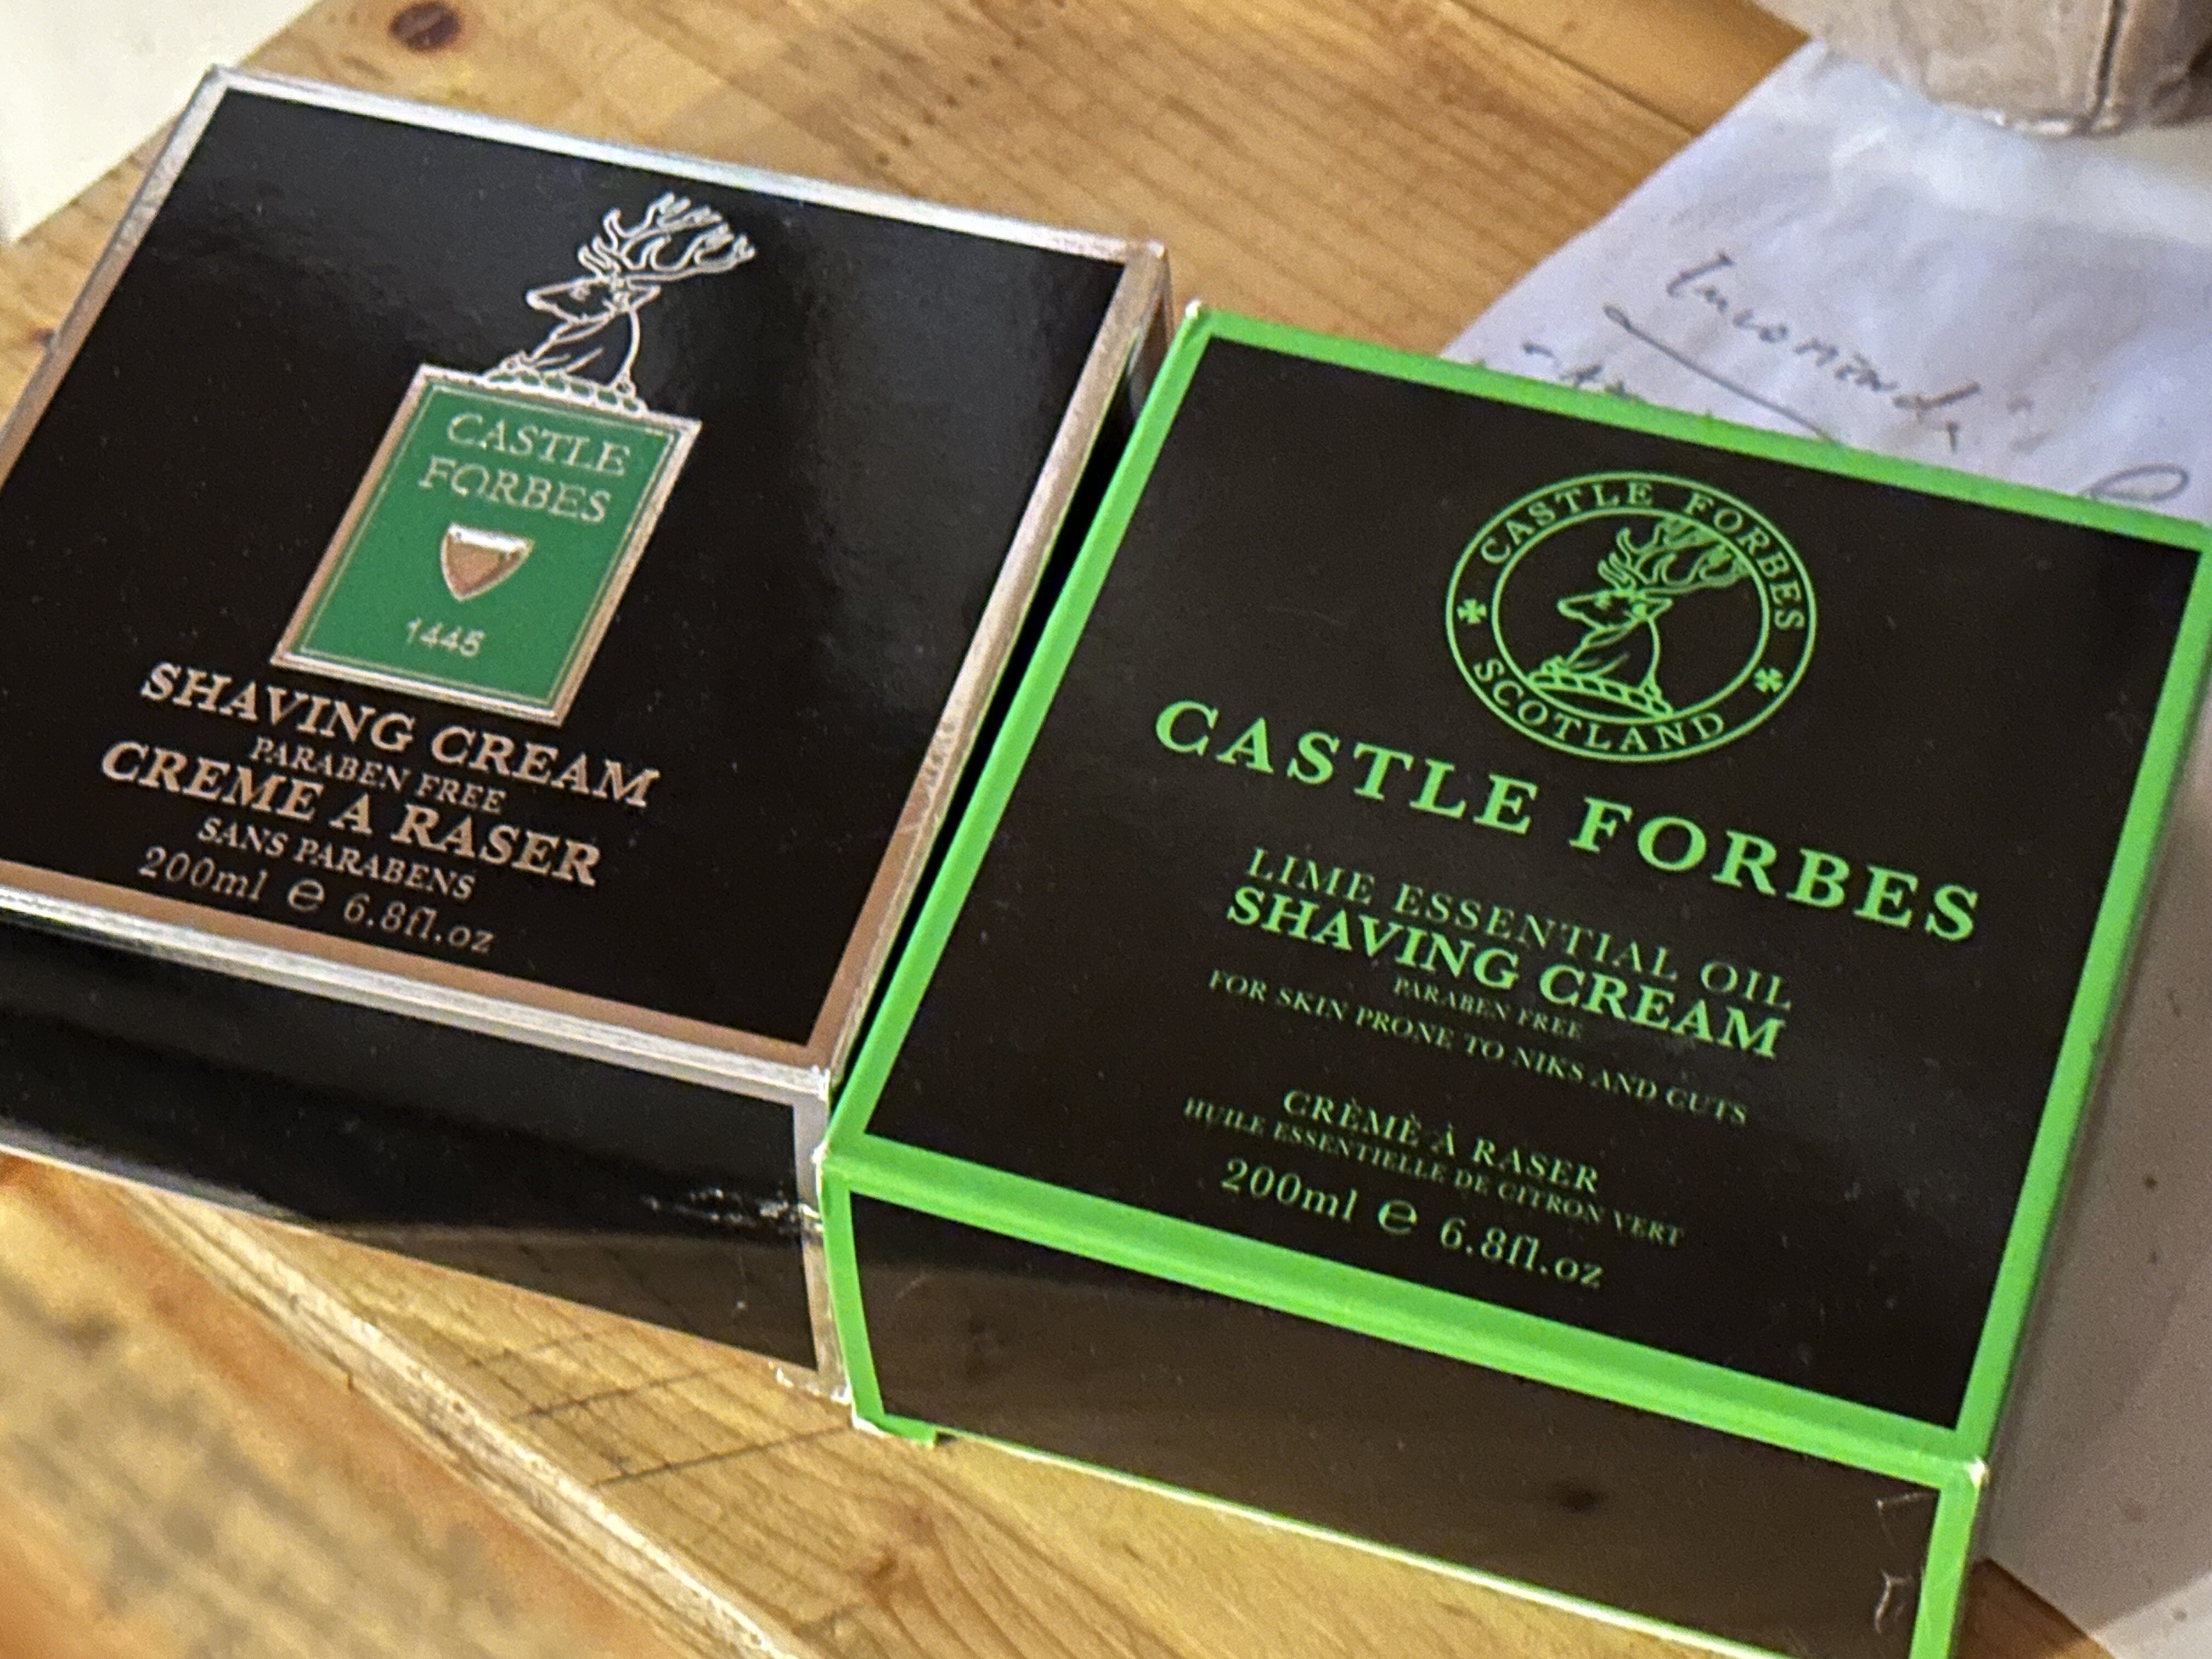 CASTLE
FORBES
1445
SHAVING CREAM
PARABEN FREE
CREME A RASER
SANS PARABENS
200ml ℮ 6.8fl.oz
CASTLE FORBES
SCOTLAND
CASTLE FORBES
LIME ESSENTIAL OIL
SHAVING CREAM
PARABEN FREE
FOR SKIN PRONE TO NIKS AND CUTS
CRÈMÈ À RASER
HUILE ESSENTIELLE DE CITRON VERT
200ml ℮ 6.8fl.oz